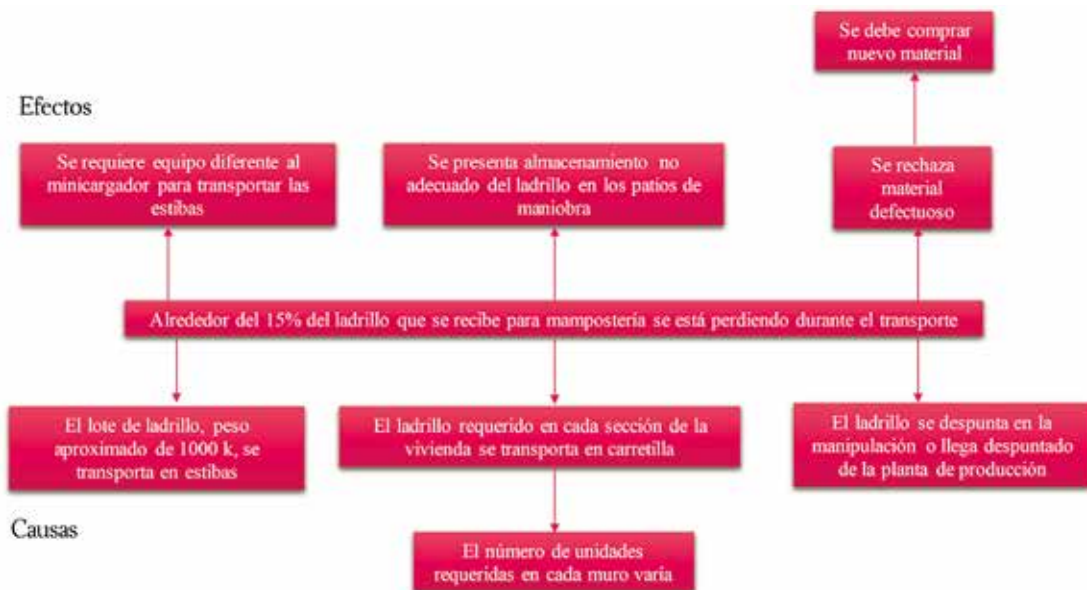 Se debe comprar
nuevo material
Efectos
Se requiere equipo diferente al
minicargador para transportar las
estibas
Se presenta almacenamiento no
adecuado del ladrillo en los patios de
maniobra
Se rechaza
material
defectuoso
Alrededor del 15% del ladrillo que se recibe para mampostería se está perdiendo durante el transporte
El lote de ladrillo, peso
aproximado de 1000 k, se
transporta en estibas
El ladrillo requerido en cada sección de la
vivienda se transporta en carretilla
El ladrillo se despunta en la
manipulación o llega despuntado
de la planta de producción
Causas
El número de unidades
requeridas en cada muro varía